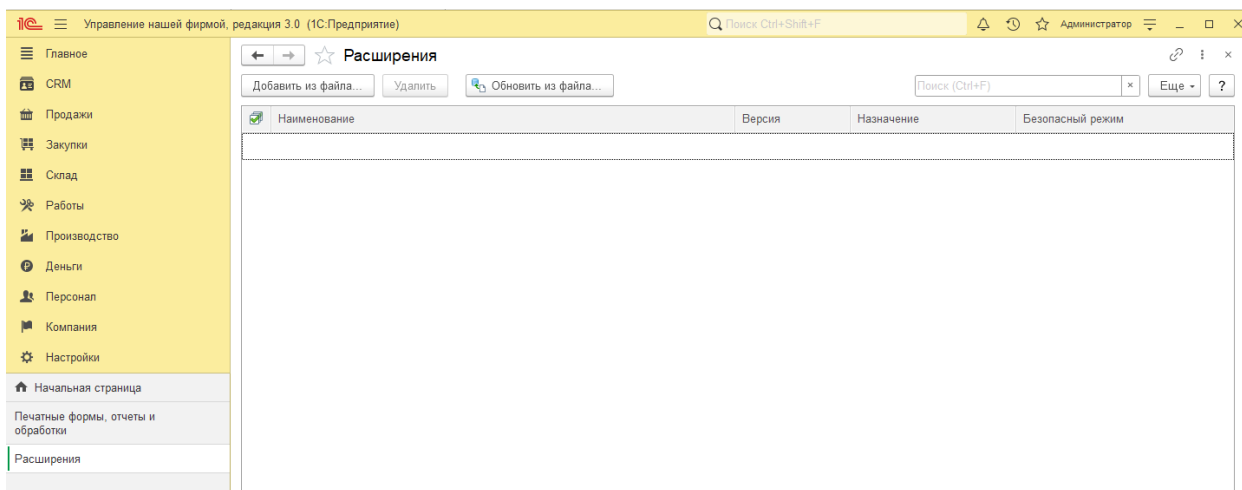 1С Управление нашей фирмой, редакция 3.0 (1С:Предприятие) Поиск Ctrl+Shift+F Администратор
Главное
CRM
Продажи
Закупки
Склад
Работы
Производство
Деньги
Персонал
Компания
Настройки
Начальная страница
Печатные формы, отчеты и
обработки
Расширения
Расширения
Добавить из файла... Удалить Обновить из файла... Поиск (Ctrl+F) × Еще ?
Наименование Версия Назначение Безопасный режим